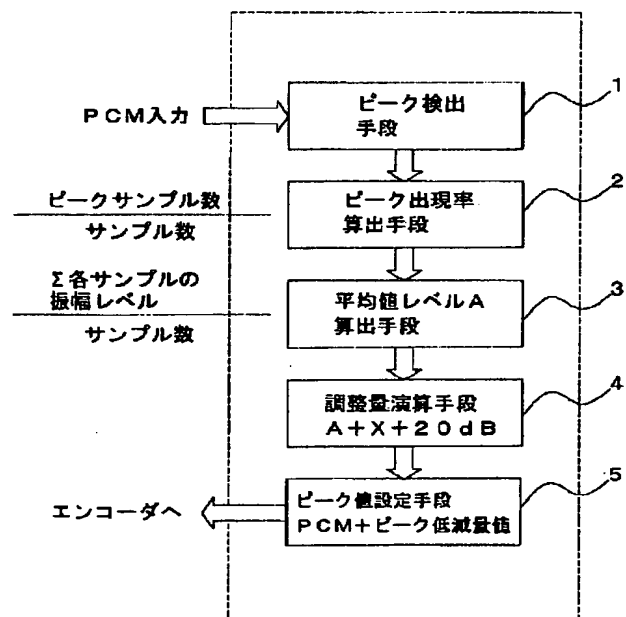 PCM入力
ピーク検出
手段
1
ピークサンプル数
サンプル数
ピーク出現率
算出手段
2
Σ各サンプルの
振幅レベル
サンプル数
平均値レベルA
算出手段
3
調整量演算手段
A+X+20dB
4
エンコーダへ
ピーク値設定手段
PCM+ピーク低減量値
5